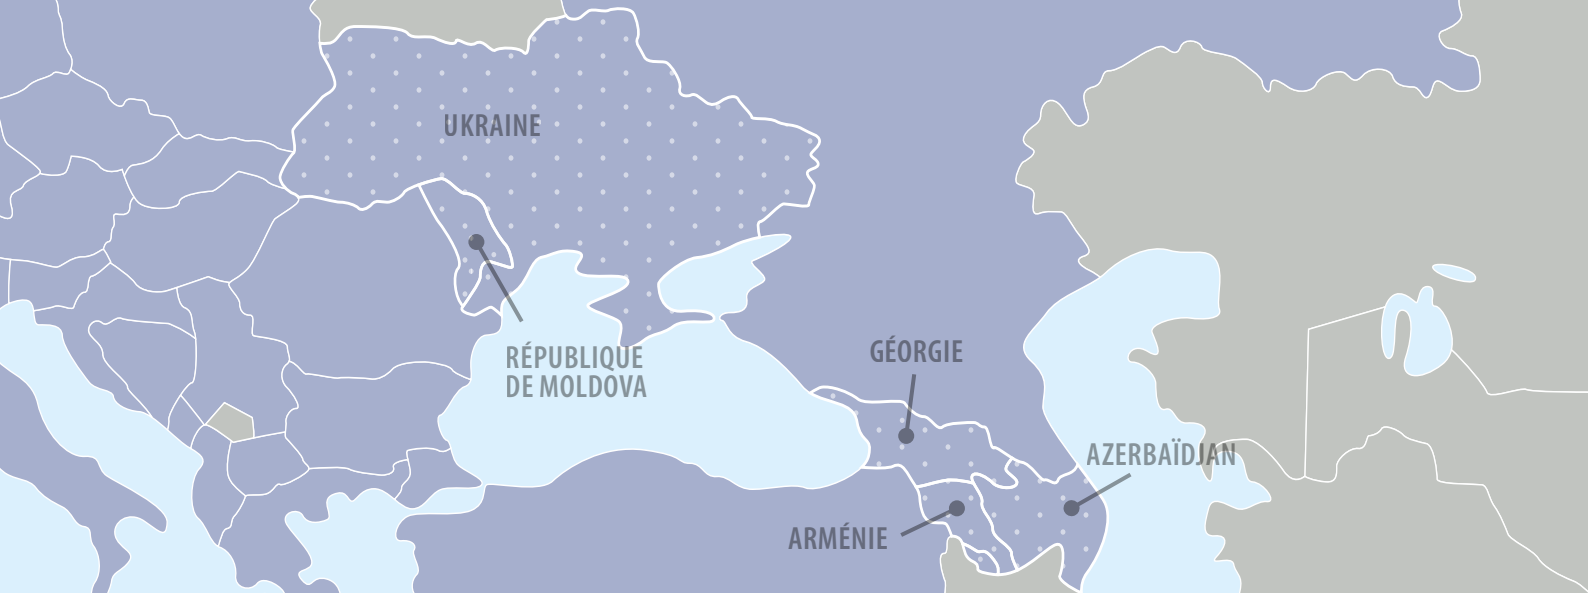 UKRAINE
RÉPUBLIQUE
DE MOLDOVA
GÉORGIE
AZERBAÏDJAN
ARMÉNIE